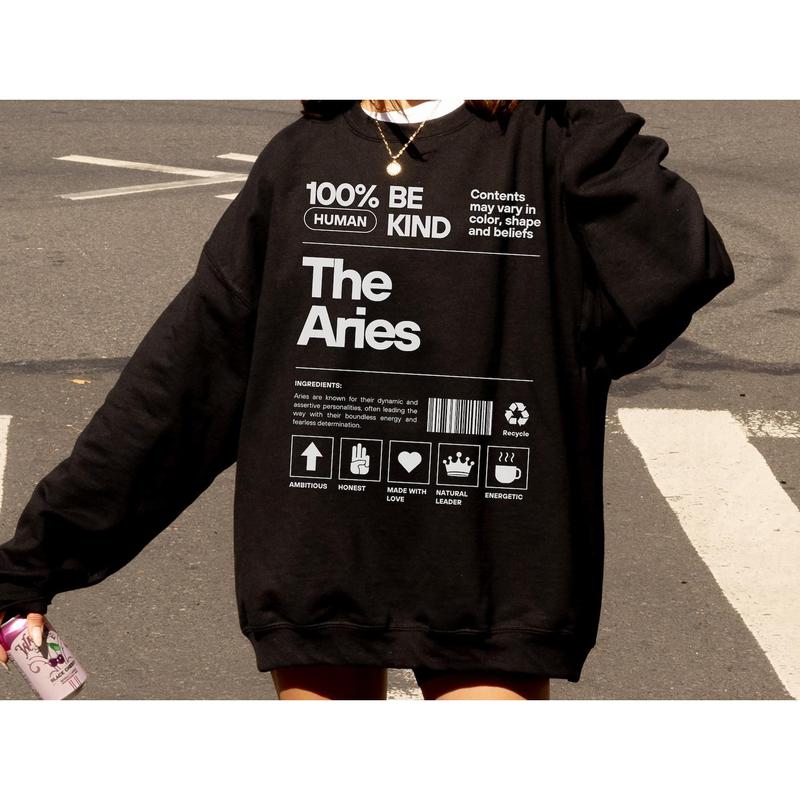 100% BE
HUMAN KIND
Contents
may vary in
color, shape
and beliefs
The
Aries
INGREDIENTS:
Aries are known for their dynamic and
assertive personalities, often leading the
way with their boundless energy and
fearless determination.
Recycle
AMBITIOUS
HONEST
MADE WITH
LOVE
NATURAL
LEADER
ENERGETIC
BLACK CHERRY